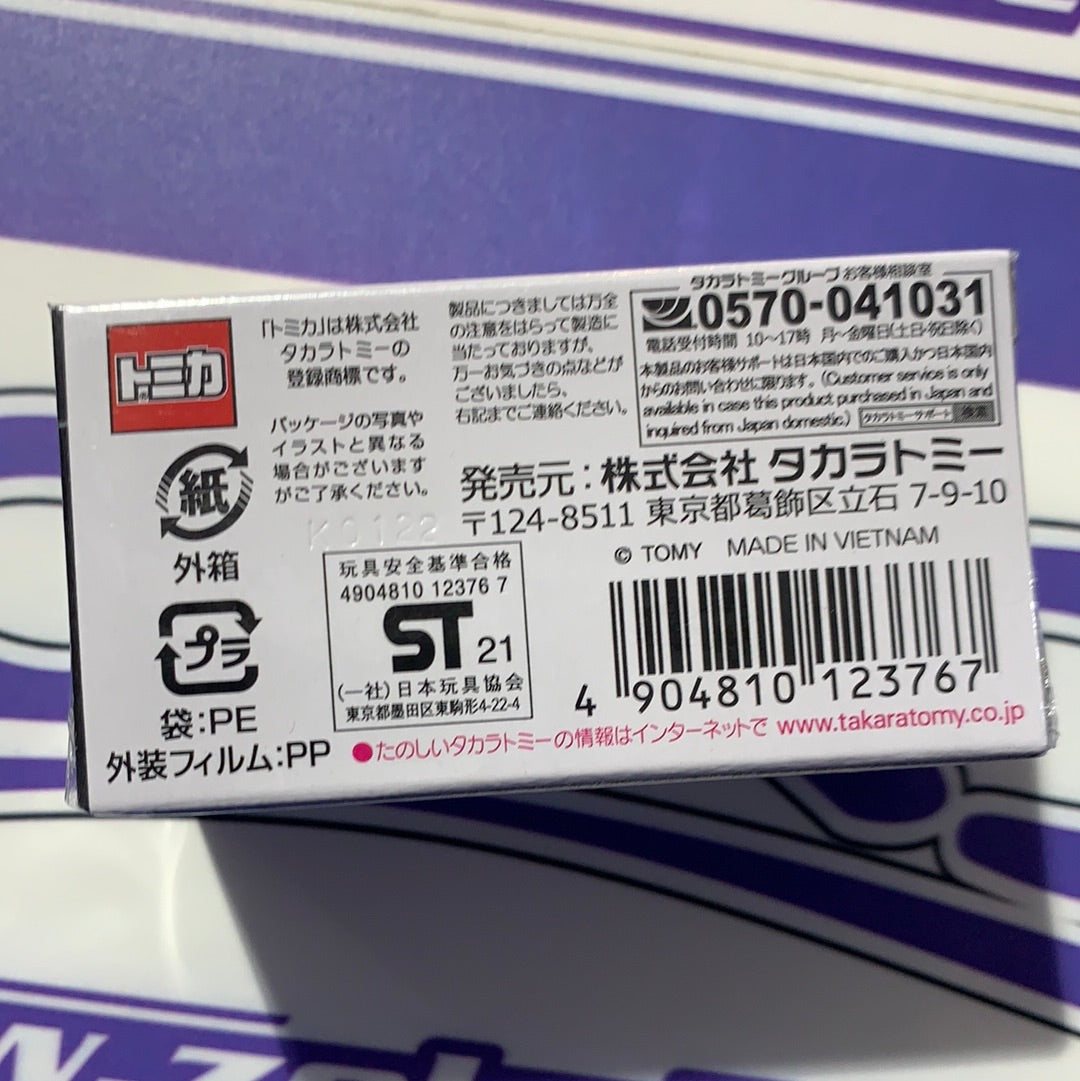 トミカ
「トミカ」は株式会社
タカラトミーの
登録商標です。
パッケージの写真や
イラストと異なる
場合がございます
がご了承ください。
製品につきましては万全
の注意をはらって製造に
当たっておりますが、
万一お気づきの点などが
ございましたら、
右記までご連絡ください。
タカラトミーグループ お客様相談室
0570-041031
電話受付時間 10〜17時 月〜金曜日(土日・祝日除く)
本製品のお客様サポートは日本国内でのご購入かつ日本国内
からのお問い合わせに限ります。(Customer service is only
available in case this product purchased in Japan and
inquired from Japan domestic.) タカラトミーサポート 検索
発売元:株式会社 タカラトミー
〒124-8511 東京都葛飾区立石 7-9-10
© TOMY MADE IN VIETNAM
紙
外箱
プラ
袋:PE
外装フィルム:PP
K0122
玩具安全基準合格
4904810 12376 7
ST 21
(一社)日本玩具協会
東京都墨田区東駒形4-22-4
4 904810 123767
●たのしいタカラトミーの情報はインターネットで www.takaratomy.co.jp